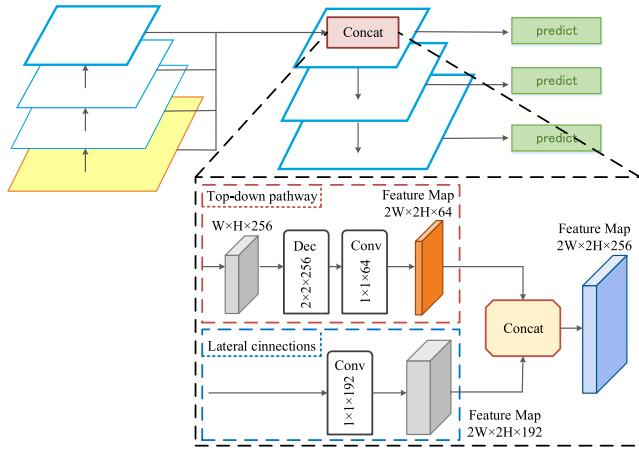 Concat
predict
predict
predict
Top-down pathway
W×H×256
Dec
2×2×256
Conv
1×1×64
Feature Map
2W×2H×64
Feature Map
2W×2H×256
Concat
Lateral cinnections
Conv
1×1×192
Feature Map
2W×2H×192